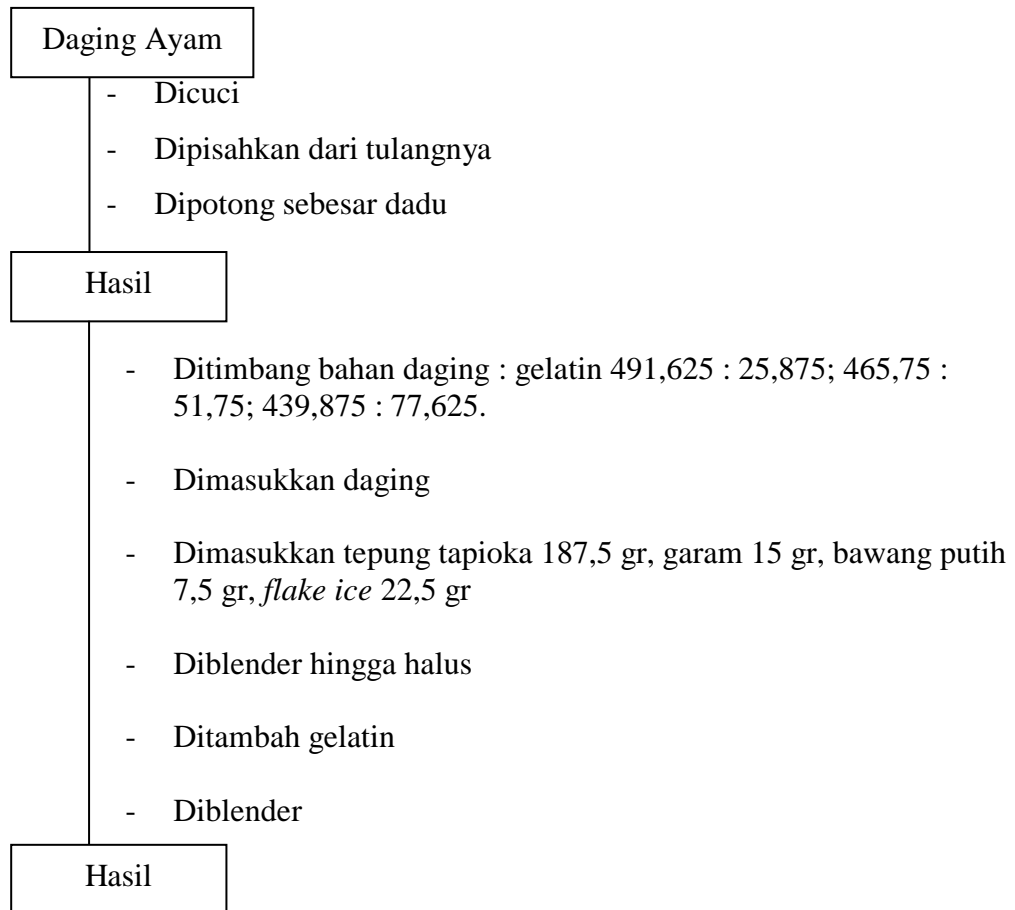 Daging Ayam
- Dicuci
- Dipisahkan dari tulangnya
- Dipotong sebesar dadu
Hasil
- Ditimbang bahan daging : gelatin 491,625 : 25,875; 465,75 :
51,75; 439,875 : 77,625.
- Dimasukkan daging
- Dimasukkan tepung tapioka 187,5 gr, garam 15 gr, bawang putih
7,5 gr, flake ice 22,5 gr
- Diblender hingga halus
- Ditambah gelatin
- Diblender
Hasil